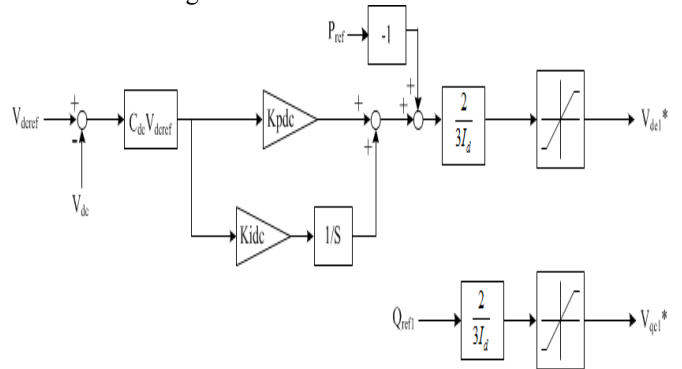 P_ref
-1
V_dcref
+
-
C_dc V_dcref
V_dc
Kpdc
Kidc
1/S
+
+
+
+
2
3I_d
V_de1*
Q_ref1
2
3I_d
V_qe1*